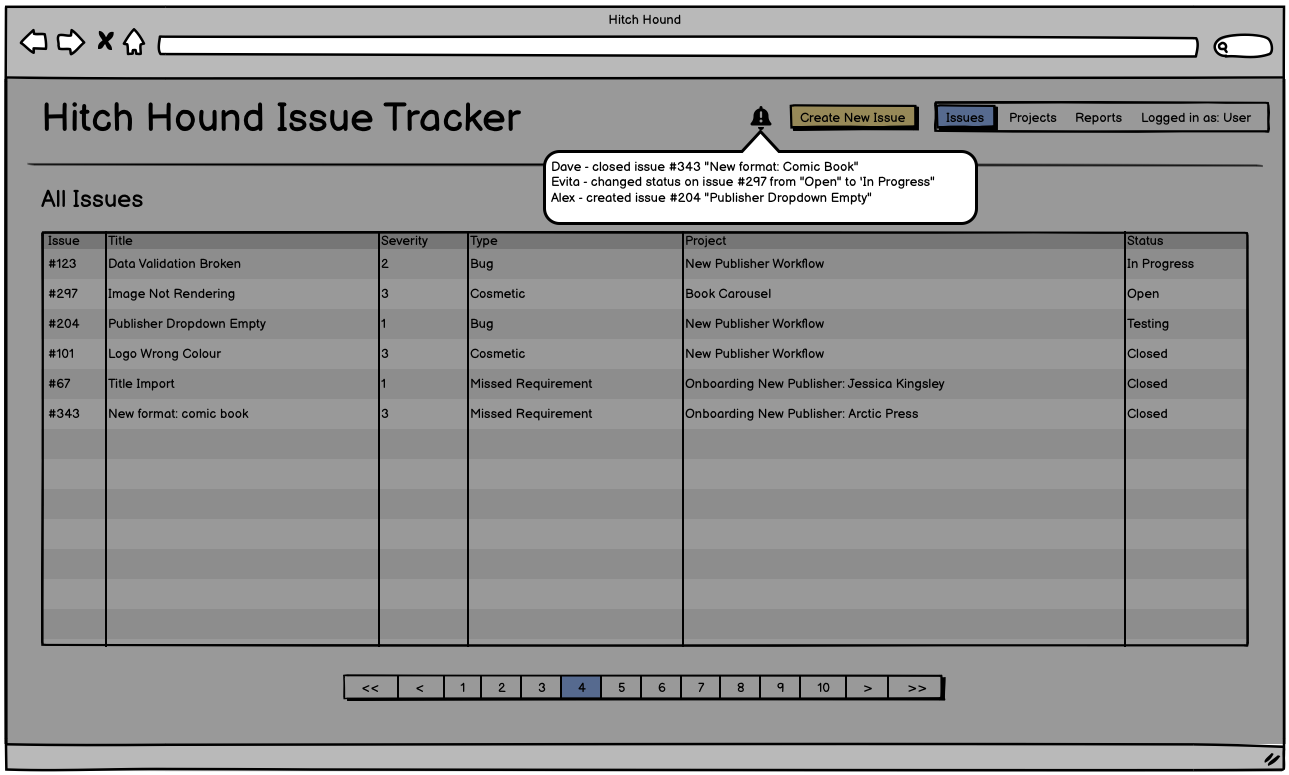 Hitch Hound
Hitch Hound Issue Tracker
Create New Issue
Issues Projects Reports Logged in as: User
Dave - closed issue #343 "New format: Comic Book"
Evita - changed status on issue #297 from "Open" to 'In Progress"
Alex - created issue #204 "Publisher Dropdown Empty"
All Issues
Issue Title Severity Type Project Status
#123 Data Validation Broken 2 Bug New Publisher Workflow In Progress
#297 Image Not Rendering 3 Cosmetic Book Carousel Open
#204 Publisher Dropdown Empty 1 Bug New Publisher Workflow Testing
#101 Logo Wrong Colour 3 Cosmetic New Publisher Workflow Closed
#67 Title Import 1 Missed Requirement Onboarding New Publisher: Jessica Kingsley Closed
#343 New format: comic book 3 Missed Requirement Onboarding New Publisher: Arctic Press Closed
<< < 1 2 3 4 5 6 7 8 9 10 > >>